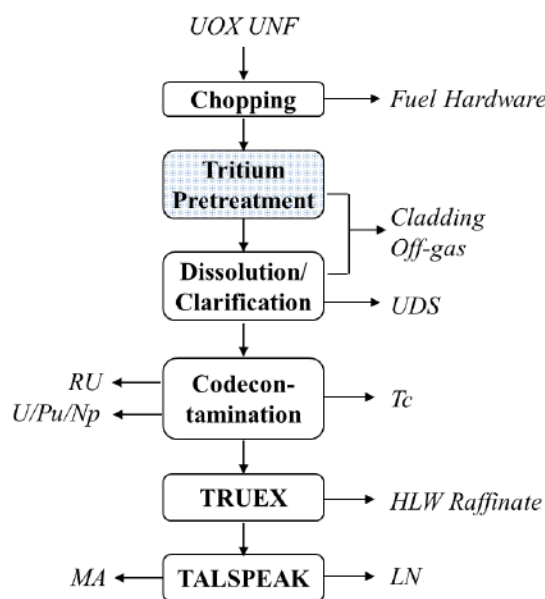 UOX UNF
Chopping
Fuel Hardware
Tritium
Pretreatment
Cladding
Off-gas
Dissolution/
Clarification
UDS
RU
U/Pu/Np
Codecon-
tamination
Tc
TRUEX
HLW Raffinate
MA
TALSPEAK
LN